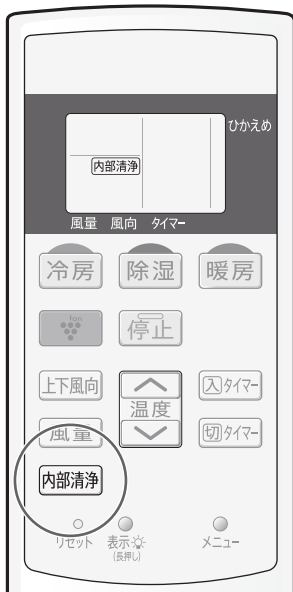 ひかえめ
内部清浄
風量 風向 タイマー
冷房 除湿 暖房
fan 停止
上下風向 温度 入タイマー
風量 切タイマー
内部清浄
リセット 表示 メニュー
(長押し)